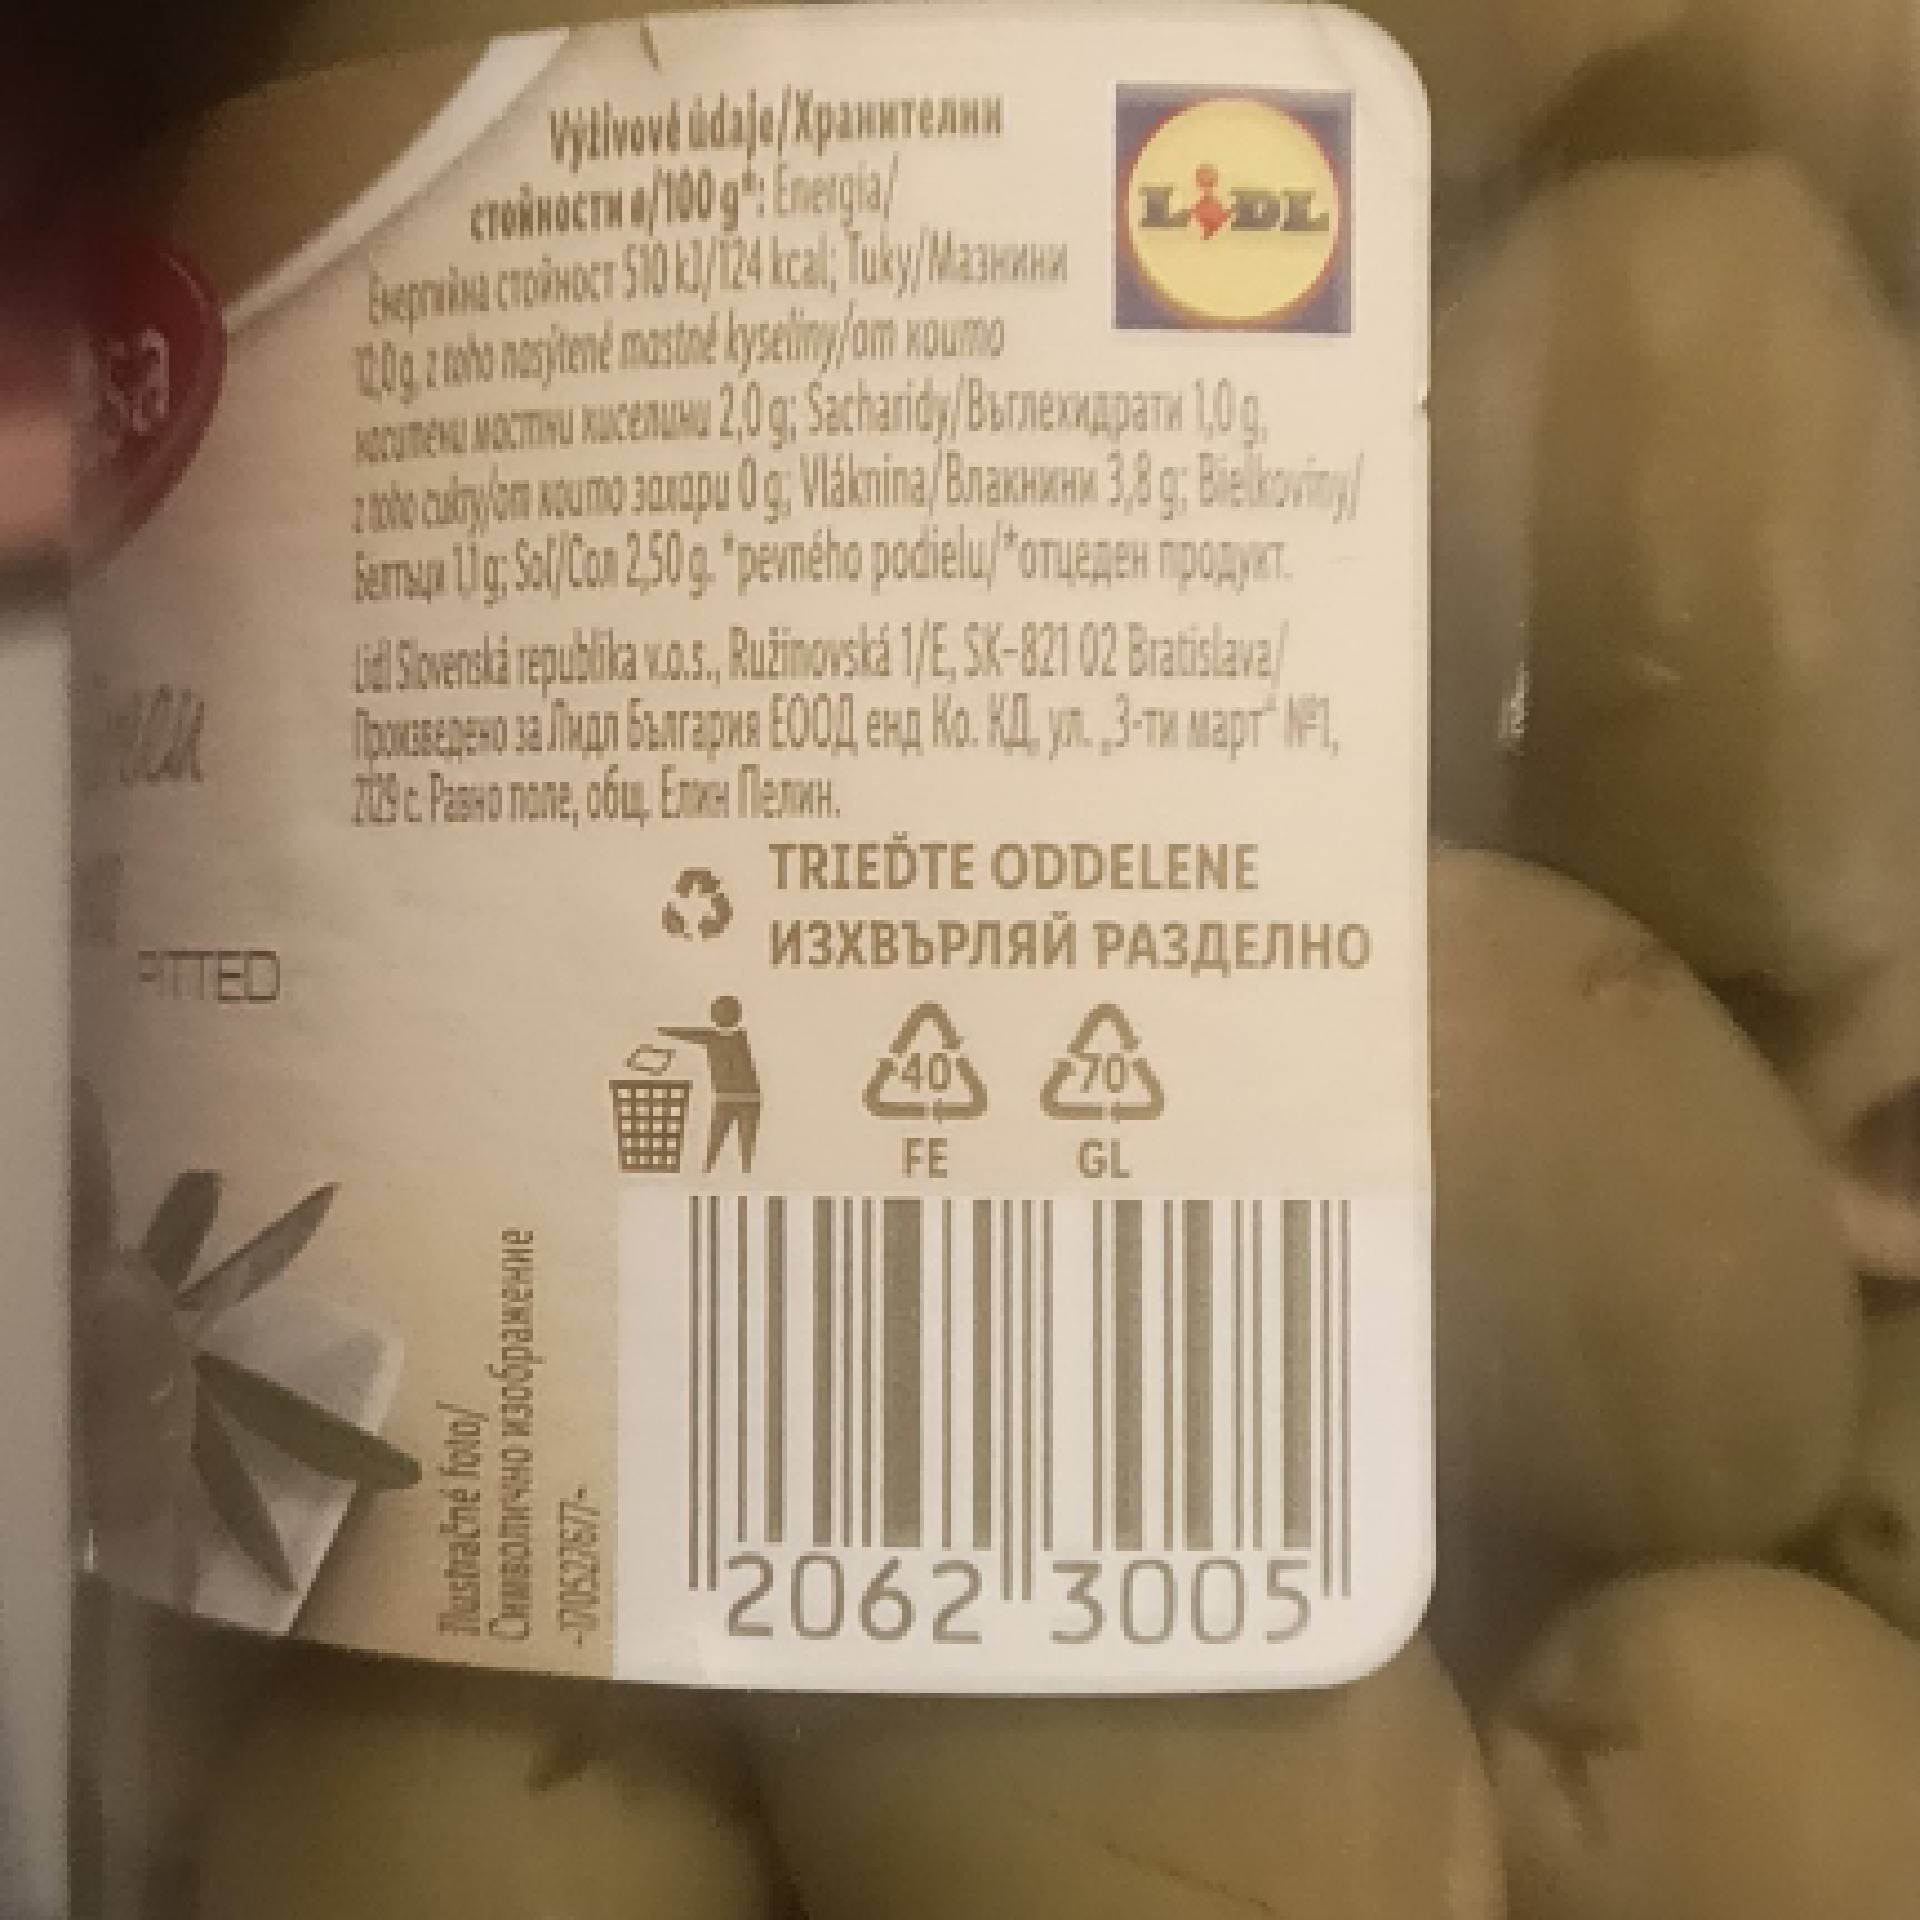 Výživové údaje/Хранителни
стойности в/100 g*: Energia/
Енергийна стойност 510 kJ/124 kcal; Tuky/Мазнини
12,0 g, z toho nasýtené mastné kyseliny/от които
наситени мастни киселини 2,0 g; Sacharidy/Въглехидрати 1,0 g,
z toho cukry/от които захари 0 g; Vláknina/Влакнини 3,8 g; Bielkoviny/
Белтъци 1,1 g; Soľ/Сол 2,50 g. *pevného podielu/*отцеден продукт.
LIDL
Lidl Slovenská republika v.o.s., Ružinovská 1/E, SK-821 02 Bratislava/
Произведено за Лидл България ЕООД енд Ко. КД, ул. „3-ти март“ №1,
2129 с. Равно поле, общ. Елин Пелин.
TRIEĎTE ODDELENE
ИЗХВЪРЛЯЙ РАЗДЕЛНО
PITTED
40
FE
70
GL
Ilustračné foto/
Символично изображение
2062 3005